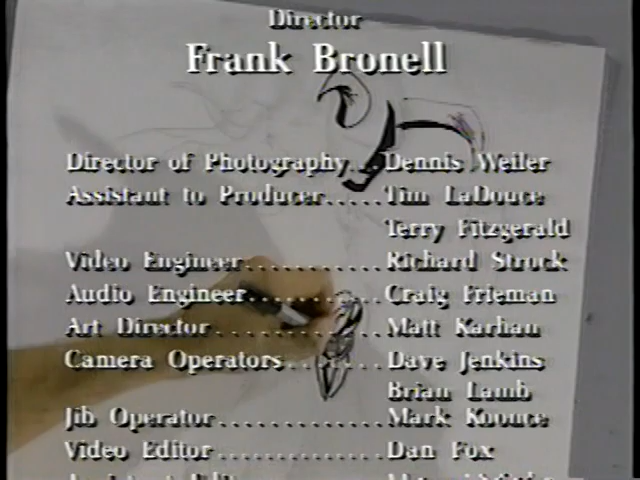 Director
Frank Bronell
Director of Photography... Dennis Weiler
Assistant to Producer.....Tim LaDouce
Terry Fitzgerald
Video Engineer............Richard Struck
Audio Engineer............Craig Frieman
Art Director..............Matt Karhan
Camera Operators........Dave Jenkins
Brian Lamb
Jib Operator..............Mark Koonce
Video Editor..............Dan Fox